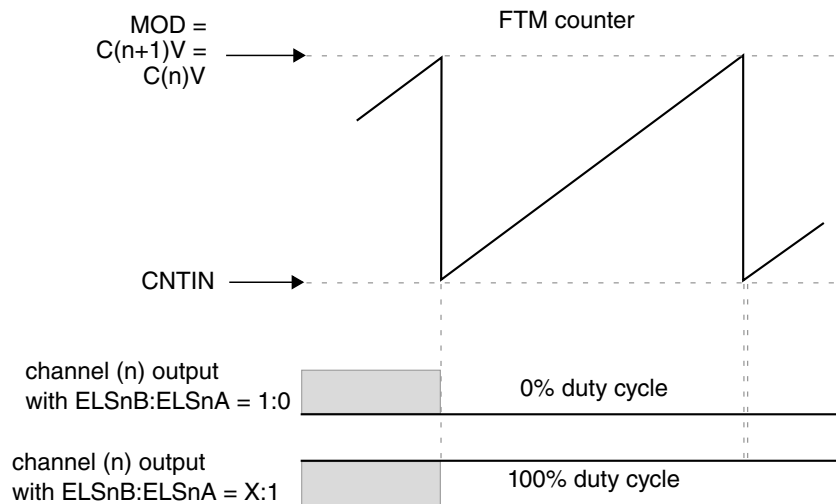 FTM counter
MOD =
C(n+1)V =
C(n)V
CNTIN
channel (n) output
with ELSnB:ELSnA = 1:0
0% duty cycle
channel (n) output
with ELSnB:ELSnA = X:1
100% duty cycle